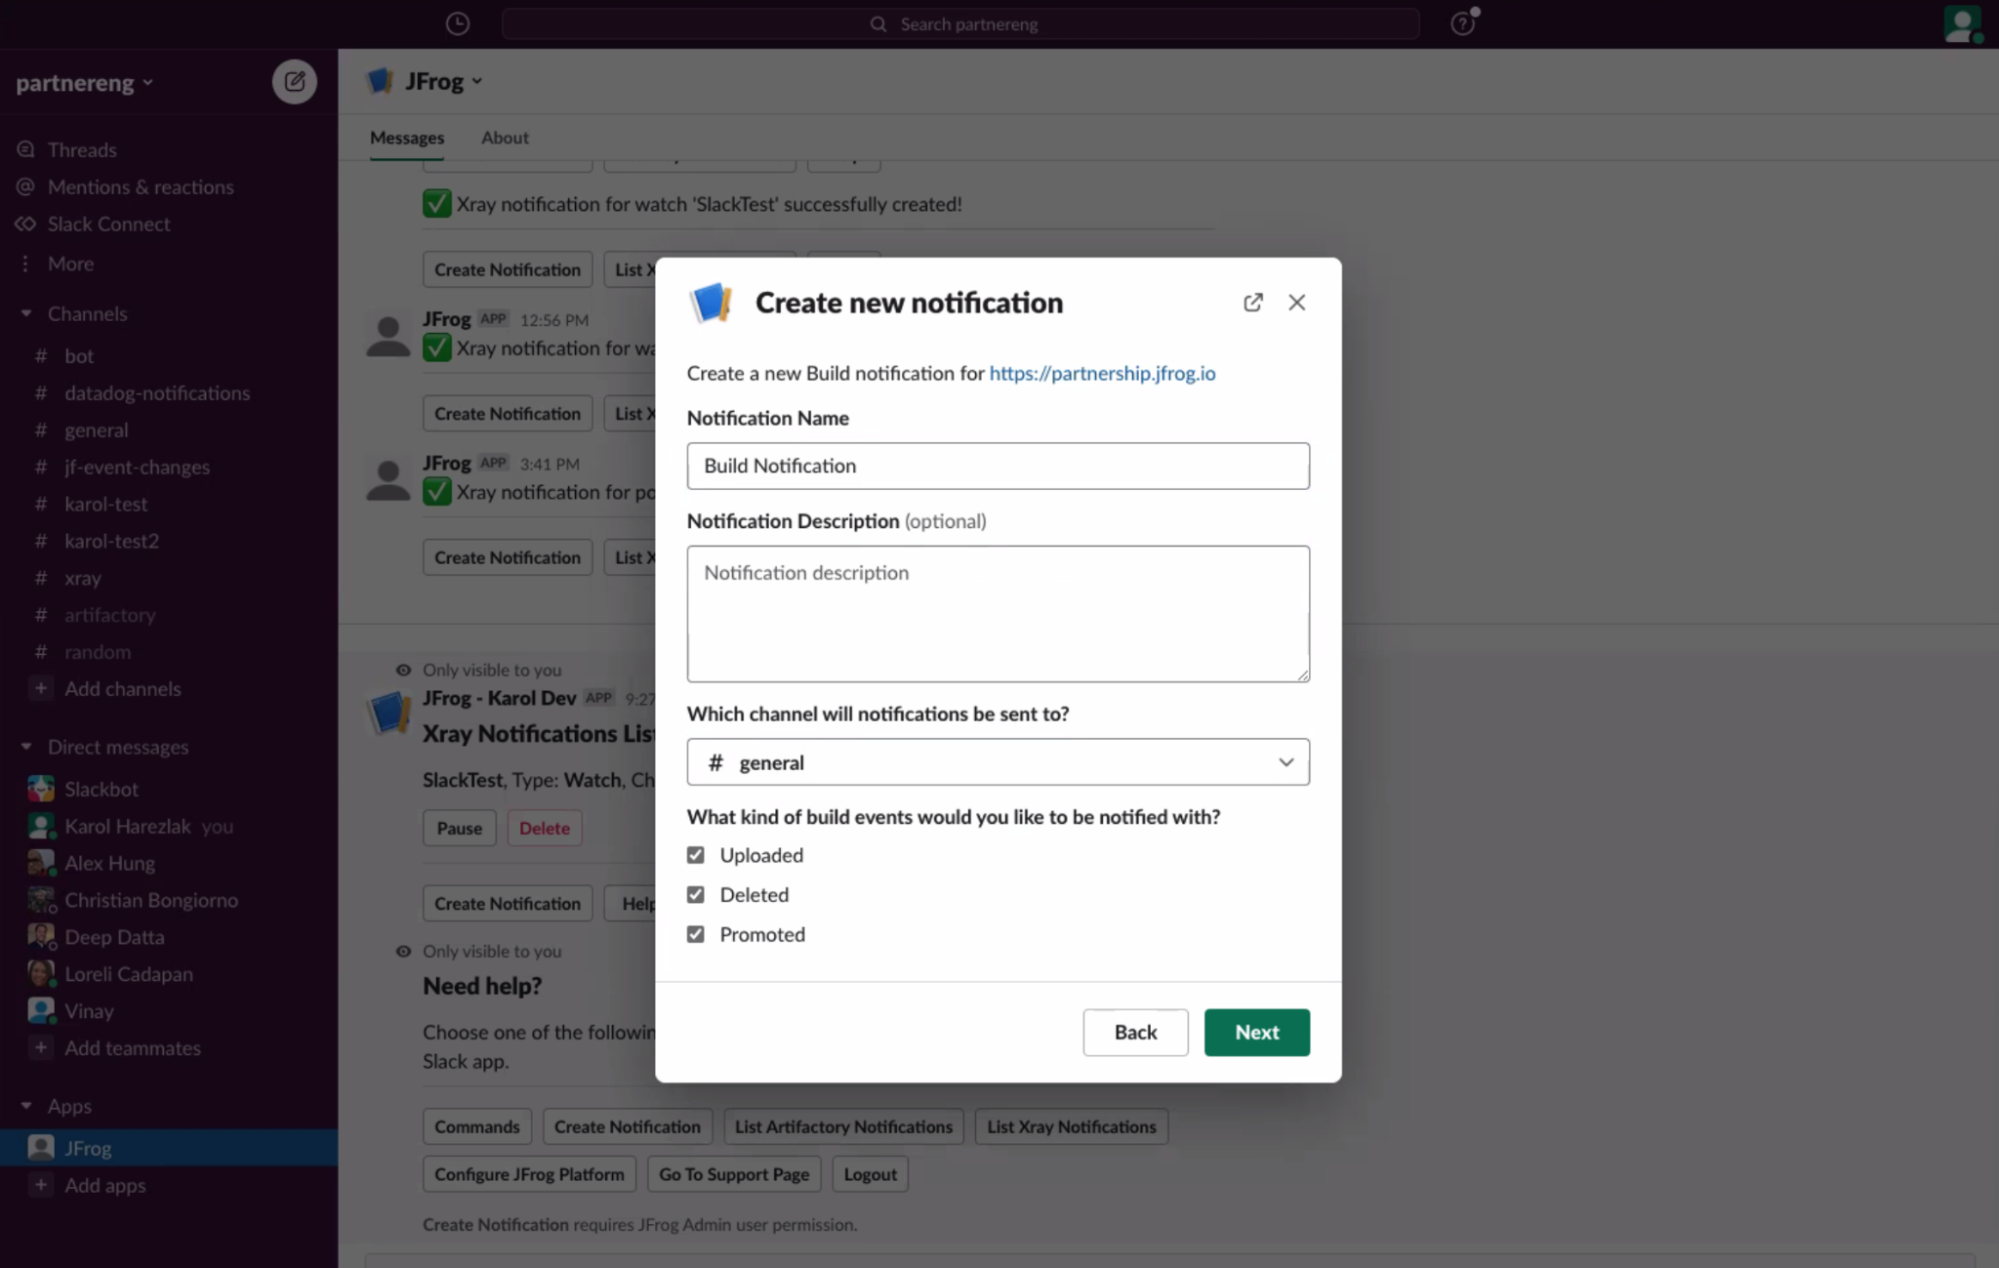 Search partnereng
partnereng
Threads
Mentions & reactions
Slack Connect
More
Channels
# bot
# datadog-notifications
# general
# jf-event-changes
# karol-test
# karol-test2
# xray
# artifactory
# random
+ Add channels
Direct messages
Slackbot
Karol Harezlak you
Alex Hung
Christian Bongiorno
Deep Datta
Loreli Cadapan
Vinay
+ Add teammates
Apps
JFrog
+ Add apps
JFrog
Messages About
Xray notification for watch 'SlackTest' successfully created!
Create Notification List X
JFrog APP 12:56 PM
Xray notification for wa
Create Notification List X
JFrog APP 3:41 PM
Xray notification for po
Create Notification List X
Only visible to you
JFrog - Karol Dev APP 9:27
Xray Notifications Lis
SlackTest, Type: Watch, Ch
Pause Delete
Create Notification Help
Only visible to you
Need help?
Choose one of the followin
Slack app.
Commands Create Notification List Artifactory Notifications List Xray Notifications
Configure JFrog Platform Go To Support Page Logout
Create Notification requires JFrog Admin user permission.
Create new notification
Create a new Build notification for https://partnership.jfrog.io
Notification Name
Build Notification
Notification Description (optional)
Notification description
Which channel will notifications be sent to?
# general
What kind of build events would you like to be notified with?
Uploaded
Deleted
Promoted
Back Next